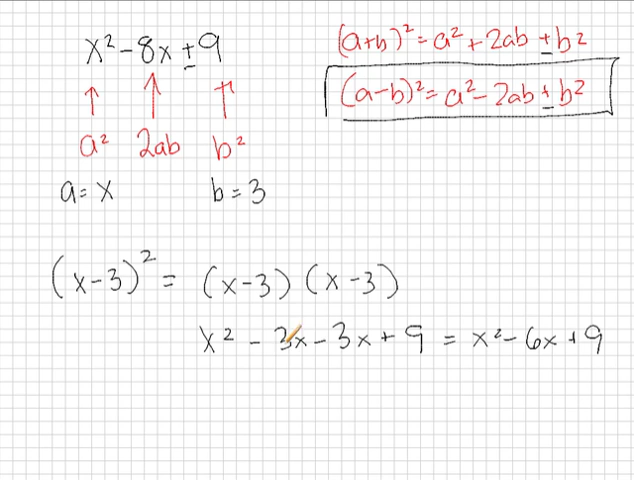 x² - 8x + 9
(a+b)² = a² + 2ab + b²
(a-b)² = a² - 2ab + b²
a² 2ab b²
a = x b = 3
(x-3)² = (x-3)(x-3)
x² - 3x - 3x + 9 = x² - 6x + 9